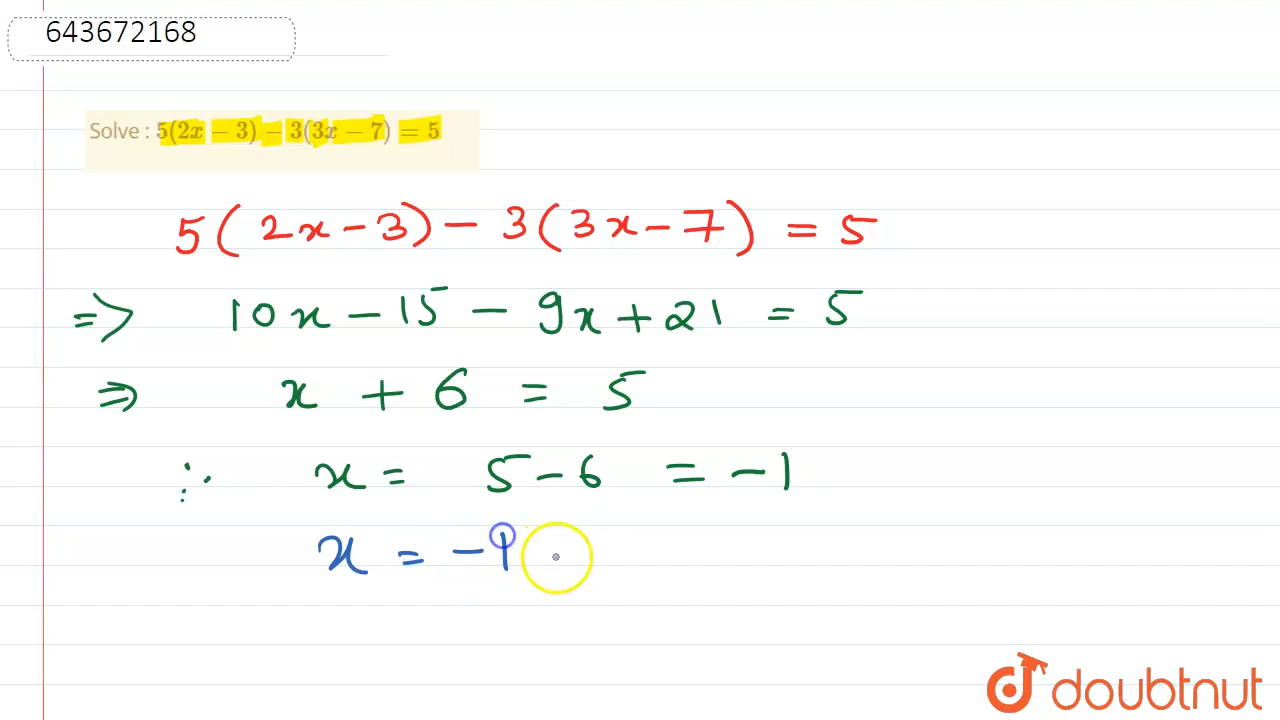 643672168
Solve : 5(2x − 3) − 3(3x − 7) = 5
5(2x-3)-3(3x-7) = 5
=> 10x-15-9x+21 = 5
=> x + 6 = 5
∴ x = 5-6 = -1
x = -1
doubtnut